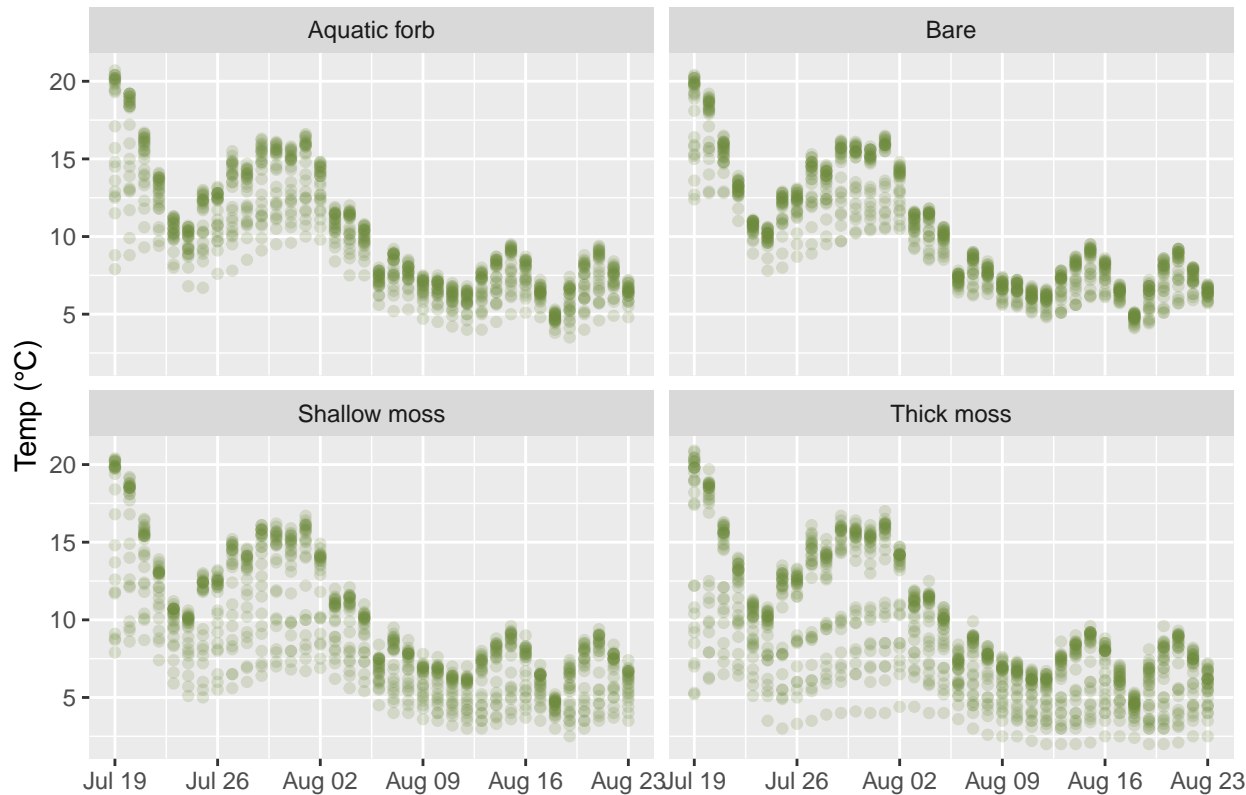 Aquatic forb
Bare
20
15
10
5
Shallow moss
Thick moss
20
15
10
5
Temp (°C)
Jul 19 Jul 26 Aug 02 Aug 09 Aug 16 Aug 23
Jul 19 Jul 26 Aug 02 Aug 09 Aug 16 Aug 23